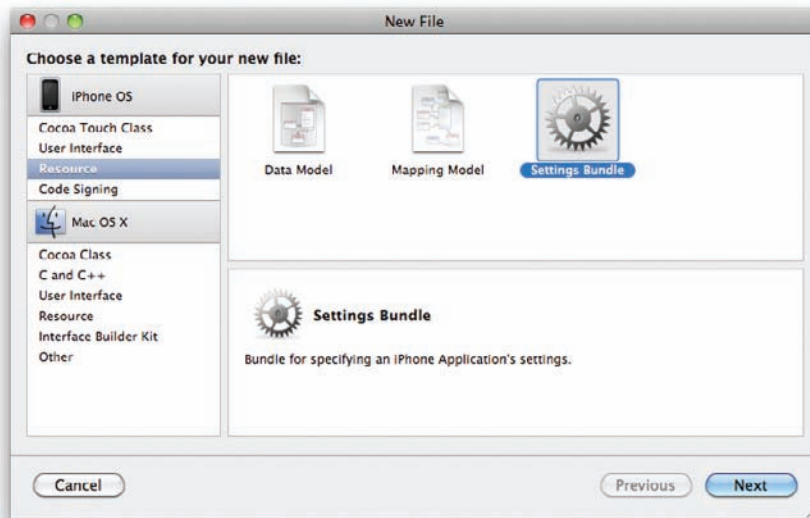 New File
Choose a template for your new file:
iPhone OS
Cocoa Touch Class
User Interface
Resource
Code Signing
Mac OS X
Cocoa Class
C and C++
User Interface
Resource
Interface Builder Kit
Other
Data Model
Mapping Model
Settings Bundle
Settings Bundle
Bundle for specifying an iPhone Application's settings.
Cancel
Previous
Next